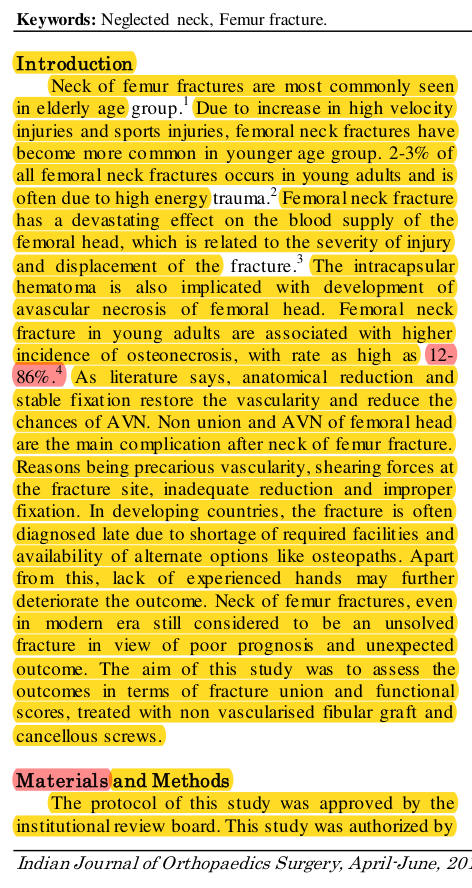 Keywords: Neglected neck, Femur fracture.
Introduction
Neck of femur fractures are most commonly seen
in elderly age group.1 Due to increase in high velocity
injuries and sports injuries, femoral neck fractures have
become more common in younger age group. 2-3% of
all femoral neck fractures occurs in young adults and is
often due to high energy trauma.2 Femoral neck fracture
has a devastating effect on the blood supply of the
femoral head, which is related to the severity of injury
and displacement of the fracture.3 The intracapsular
hematoma is also implicated with development of
avascular necrosis of femoral head. Femoral neck
fracture in young adults are associated with higher
incidence of osteonecrosis, with rate as high as 12-
86%.4 As literature says, anatomical reduction and
stable fixation restore the vascularity and reduce the
chances of AVN. Non union and AVN of femoral head
are the main complication after neck of femur fracture.
Reasons being precarious vascularity, shearing forces at
the fracture site, inadequate reduction and improper
fixation. In developing countries, the fracture is often
diagnosed late due to shortage of required facilities and
availability of alternate options like osteopaths. Apart
from this, lack of experienced hands may further
deteriorate the outcome. Neck of femur fractures, even
in modern era still considered to be an unsolved
fracture in view of poor prognosis and unexpected
outcome. The aim of this study was to assess the
outcomes in terms of fracture union and functional
scores, treated with non vascularised fibular graft and
cancellous screws.
Materials and Methods
The protocol of this study was approved by the
institutional review board. This study was authorized by
Indian Journal of Orthopaedics Surgery, April-June, 201